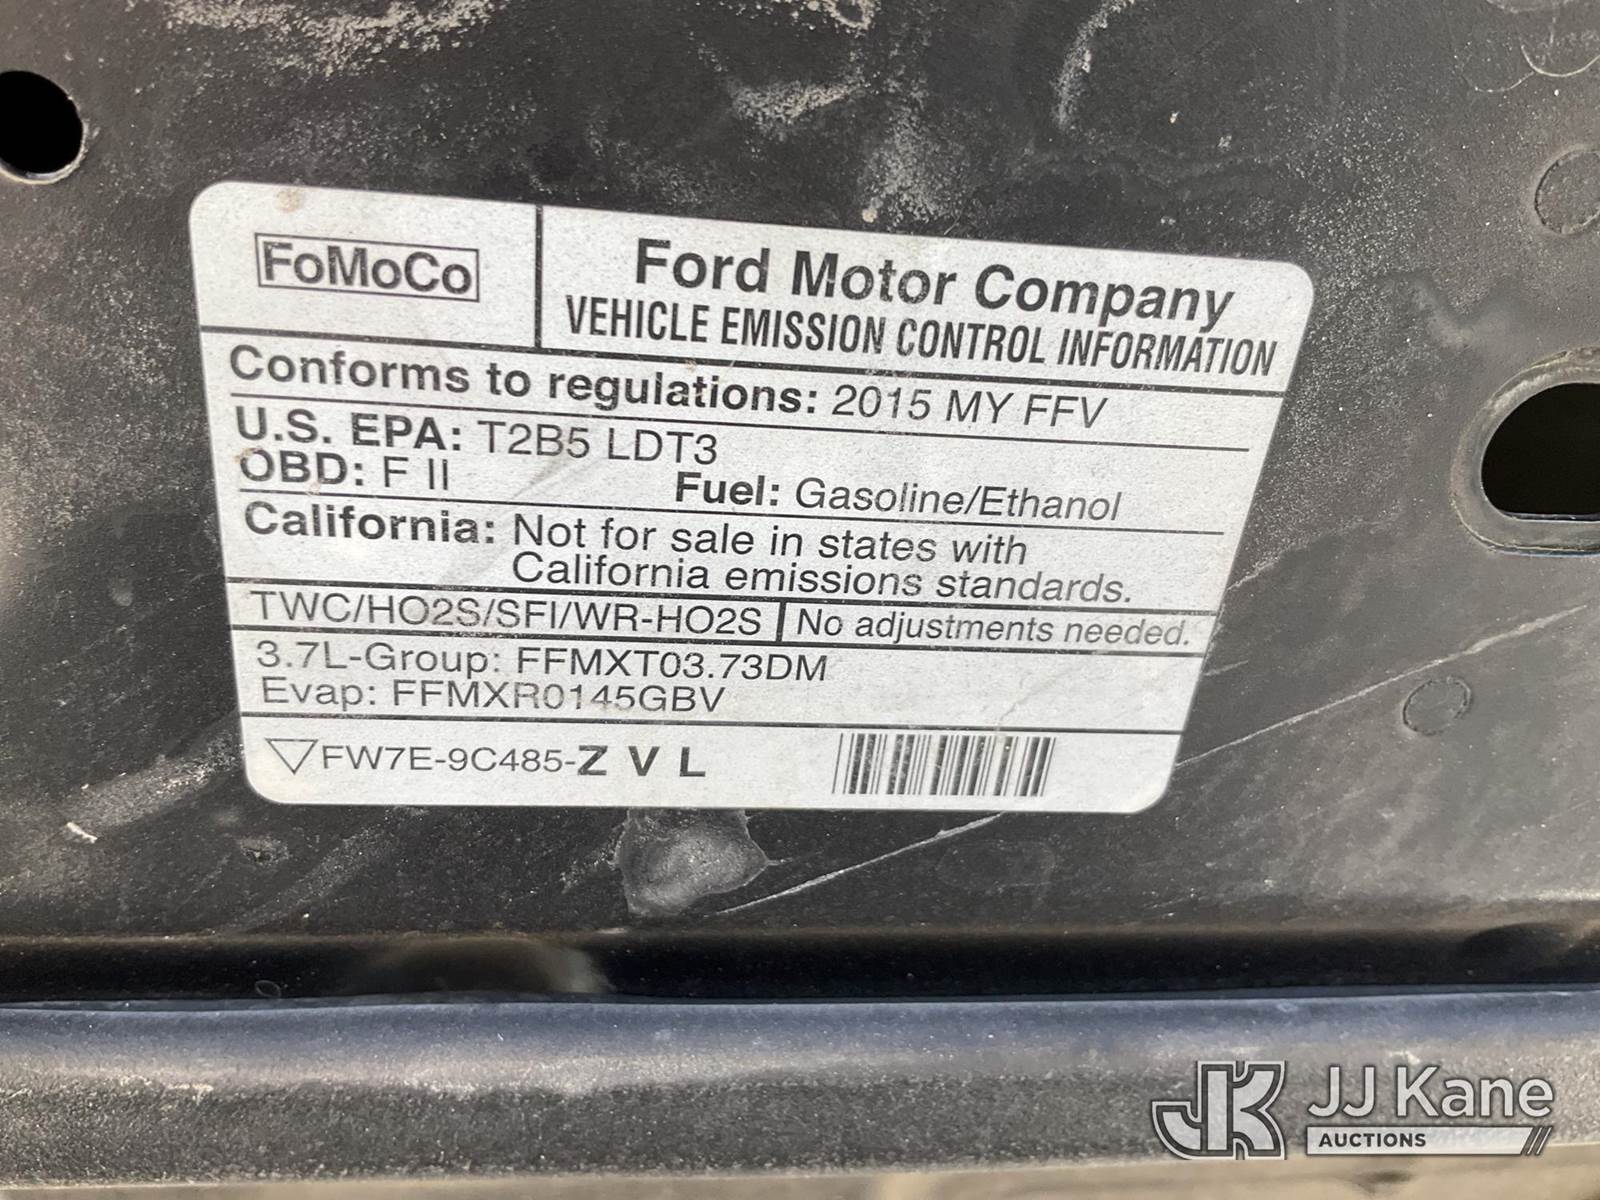 FoMoCo
Ford Motor Company
VEHICLE EMISSION CONTROL INFORMATION
Conforms to regulations: 2015 MY FFV
U.S. EPA: T2B5 LDT3
OBD: F II Fuel: Gasoline/Ethanol
California: Not for sale in states with
California emissions standards.
TWC/HO2S/SFI/WR-HO2S No adjustments needed.
3.7L-Group: FFMXT03.73DM
Evap: FFMXR0145GBV
FW7E-9C485-Z V L
JK JJ Kane
AUCTIONS